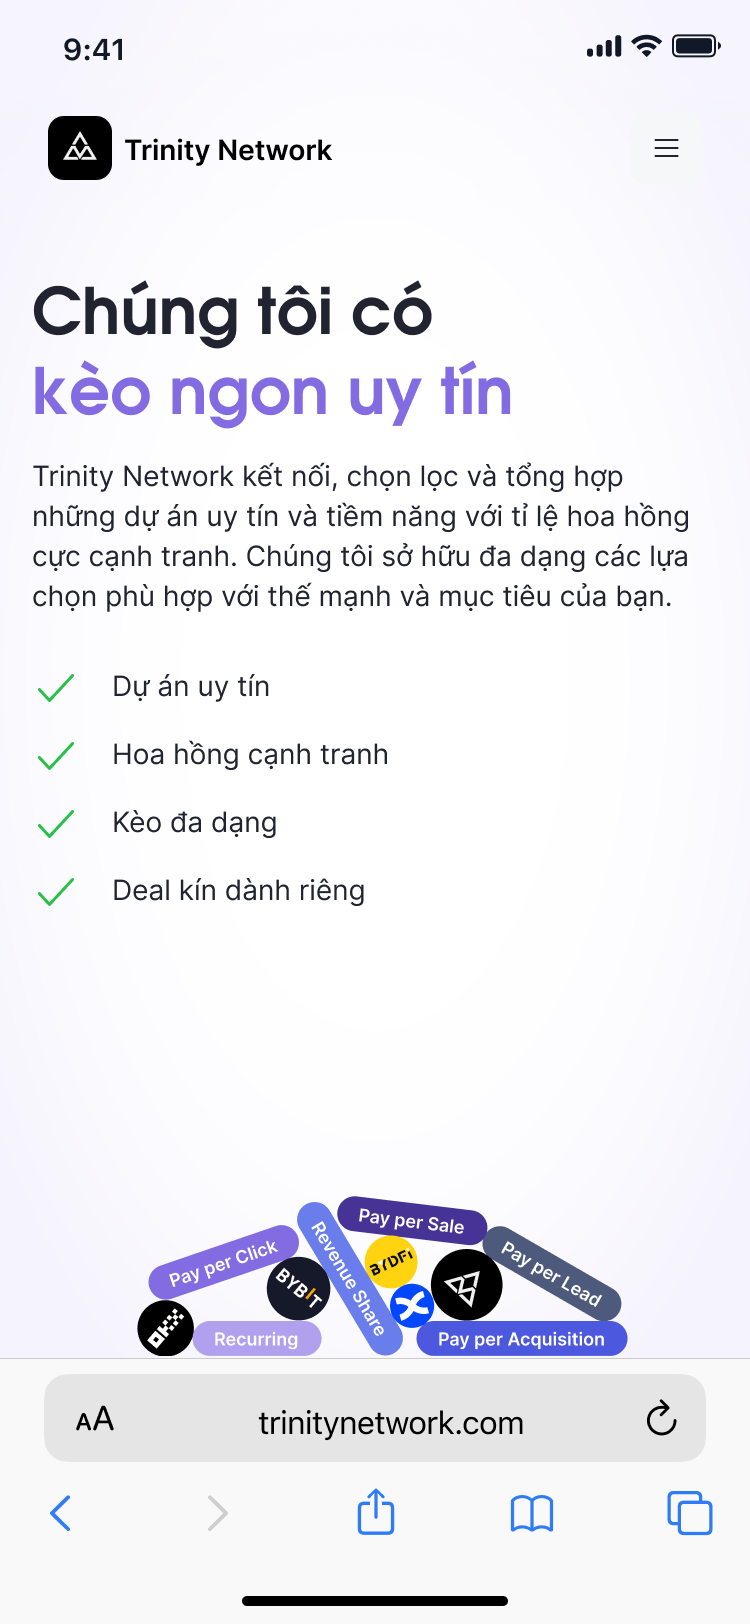 9:41
Trinity Network
Chúng tôi có
kèo ngon uy tín
Trinity Network kết nối, chọn lọc và tổng hợp
những dự án uy tín và tiềm năng với tỉ lệ hoa hồng
cực cạnh tranh. Chúng tôi sở hữu đa dạng các lựa
chọn phù hợp với thế mạnh và mục tiêu của bạn.
Dự án uy tín
Hoa hồng cạnh tranh
Kèo đa dạng
Deal kín dành riêng
Pay per Sale
Pay per Click
Revenue Share
BYDFi
Pay per Lead
BYBIT
Recurring
Pay per Acquisition
AA
trinitynetwork.com